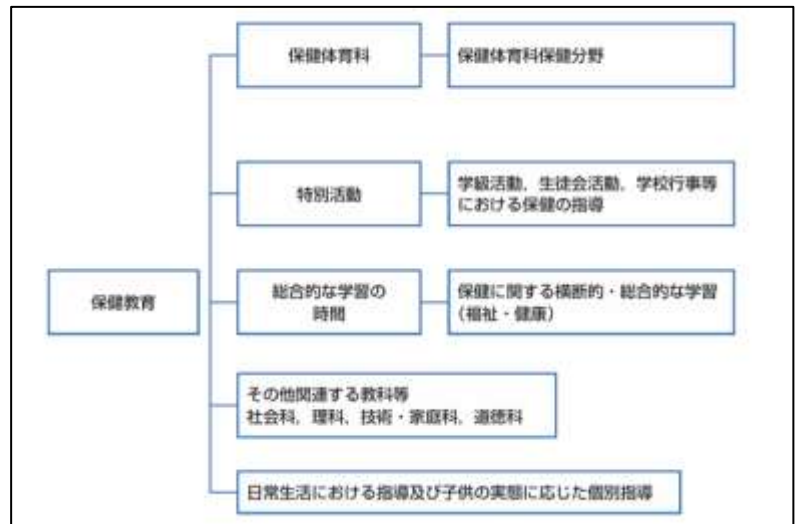 保健体育科
保健体育科保健分野
特別活動
学級活動，生徒会活動，学校行事等
における保健の指導
保健教育
総合的な学習の
時間
保健に関する横断的・総合的な学習
（福祉・健康）
その他関連する教科等
社会科，理科，技術・家庭科，道徳科
日常生活における指導及び子供の実態に応じた個別指導